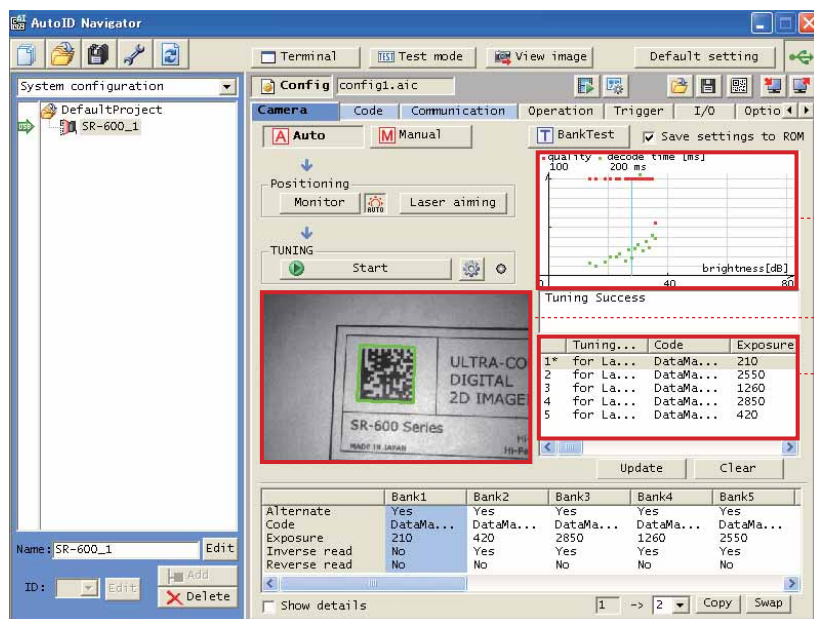 AutoID Navigator
Terminal
TEST Test mode
View image
Default setting
System configuration
DefaultProject
USB
SR-600_1
Name: SR-600_1 Edit
ID: Edit
Add
Delete
Config config1.aic
Camera Code Communication Operation Trigger I/O Optio
A Auto
M Manual
T BankTest
Save settings to ROM
Positioning
Monitor
AUTO
Laser aiming
TUNING
Start
quality decode time [ms]
100 200 ms
brightness[dB]
0 40 80
Tuning Success
ULTRA-CO
DIGITAL
2D IMAGE
SR-600 Series
MADE IN JAPAN
Hi-Pe
Tuning... Code Exposure
1* for La... DataMa... 210
2 for La... DataMa... 2550
3 for La... DataMa... 1260
4 for La... DataMa... 2850
5 for La... DataMa... 420
Update Clear
Bank1 Bank2 Bank3 Bank4 Bank5
Alternate Yes Yes Yes Yes Yes
Code DataMa... DataMa... DataMa... DataMa... DataMa...
Exposure 210 420 2850 1260 2550
Inverse read No Yes Yes Yes Yes
Reverse read No No No No No
Show details
1 -> 2 Copy Swap